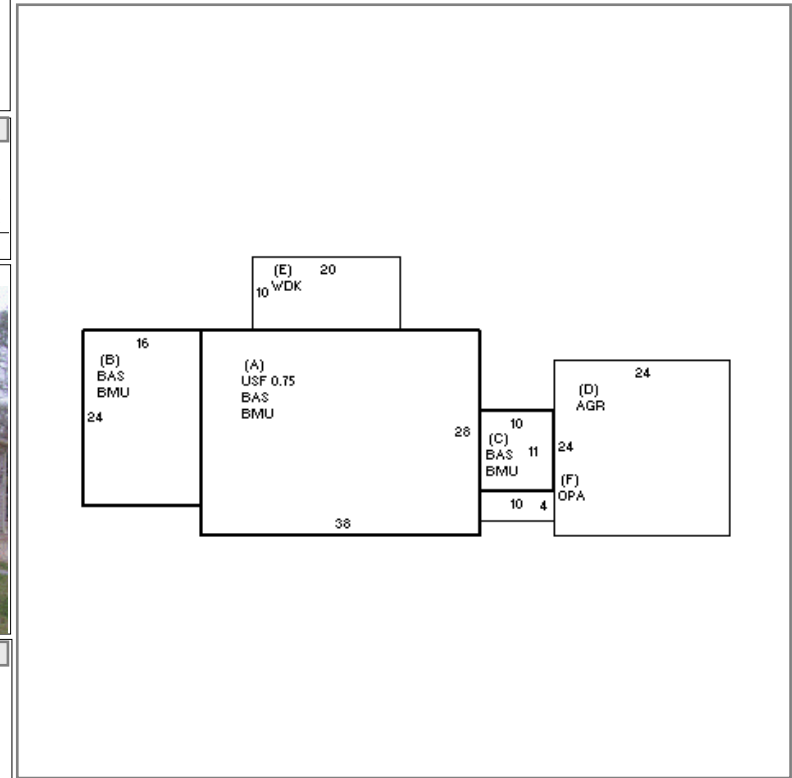 (E) 20
10 WDK
16
(B)
BAS
BMU
24
(A)
USF 0.75
BAS
BMU
28
38
10
(C)
BAS 11
BMU
10 4
24
(D)
AGR
24
(F)
OPA